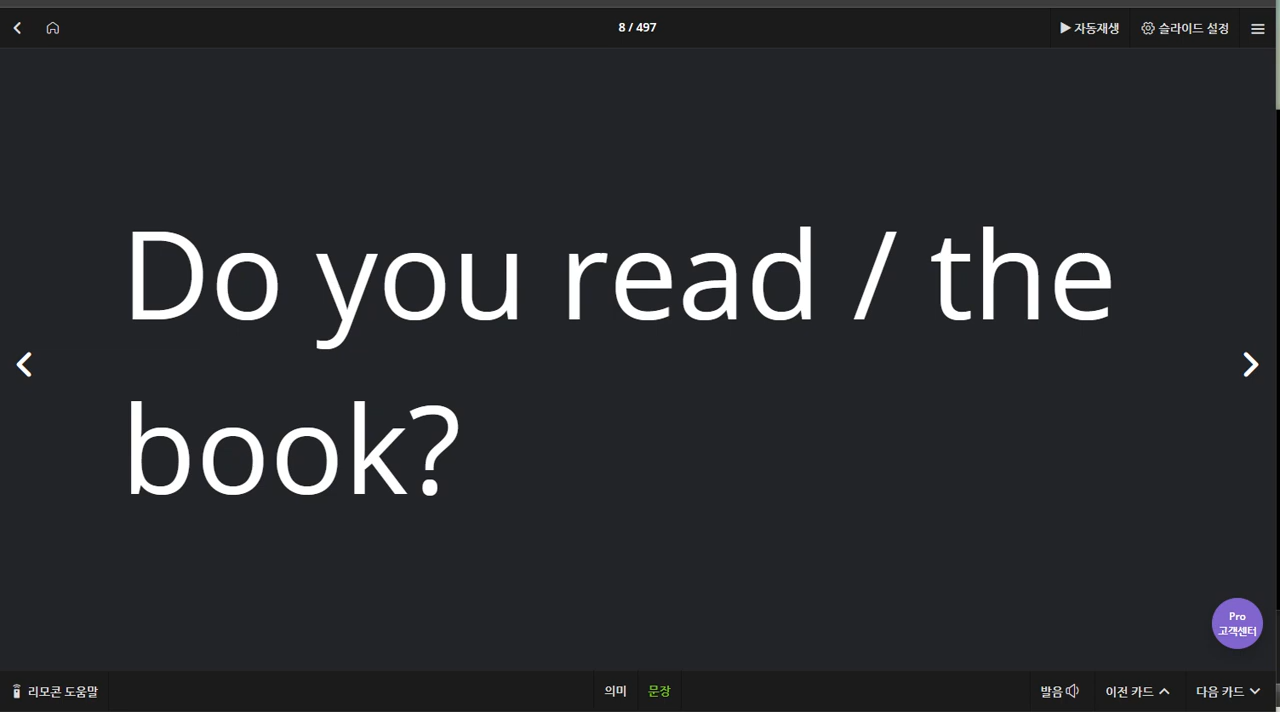 8 / 497
자동재생
슬라이드 설정
Do you read / the
book?
Pro
고객센터
리모콘 도움말
의미
문장
발음
이전 카드
다음 카드